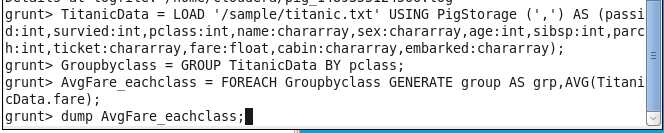 grunt> TitanicData = LOAD '/sample/titanic.txt' USING PigStorage (',') AS (passi
d:int,survied:int,pclass:int,name:chararray,sex:chararray,age:int,sibsp:int,parc
h:int,ticket:chararray,fare:float,cabin:chararray,embarked:chararray);
grunt> Groupbyclass = GROUP TitanicData BY pclass;
grunt> AvgFare_eachclass = FOREACH Groupbyclass GENERATE group AS grp,AVG(Titani
cData.fare);
grunt> dump AvgFare_eachclass;